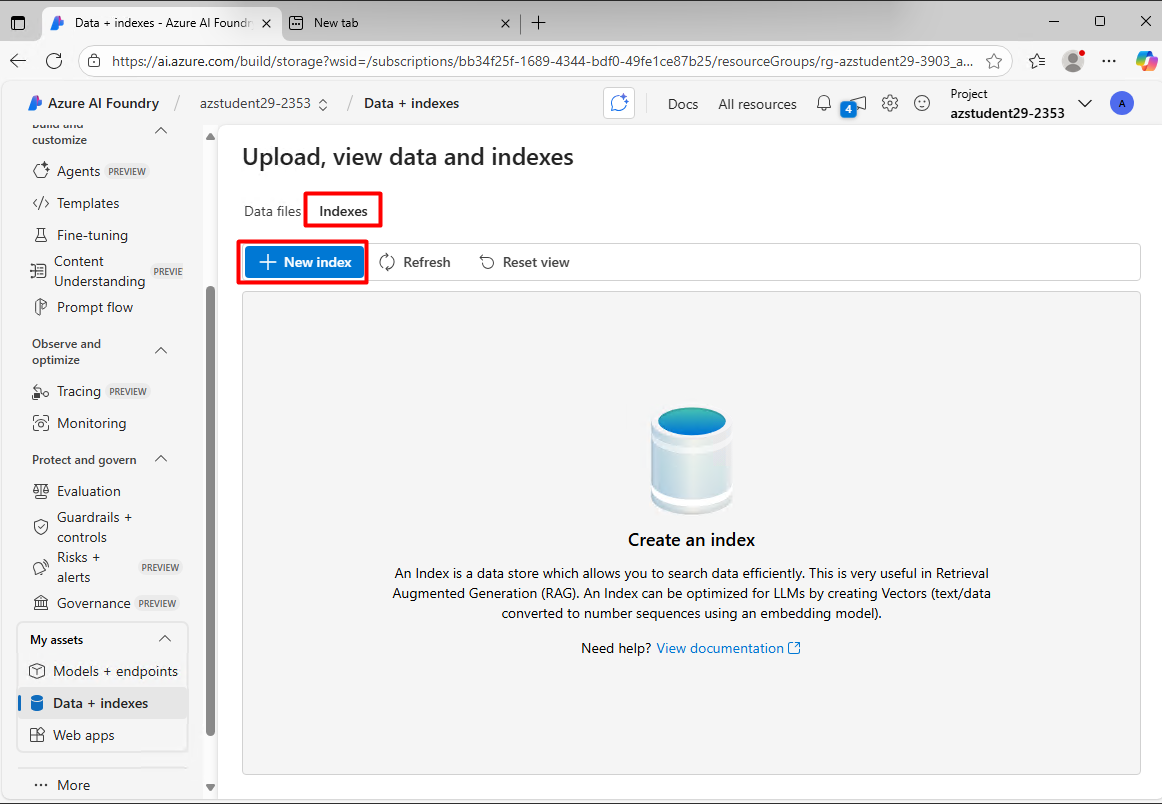 Data + indexes - Azure AI Foundr
New tab
https://ai.azure.com/build/storage?wsid=/subscriptions/bb34f25f-1689-4344-bdf0-49fe1ce87b25/resourceGroups/rg-azstudent29-3903_a...
Azure AI Foundry / azstudent29-2353 / Data + indexes
Docs
All resources
4
Project
azstudent29-2353
A
Build and
customize
Agents PREVIEW
Templates
Fine-tuning
Content
Understanding PREVIE
Prompt flow
Observe and
optimize
Tracing PREVIEW
Monitoring
Protect and govern
Evaluation
Guardrails +
controls
Risks +
alerts PREVIEW
Governance PREVIEW
My assets
Models + endpoints
Data + indexes
Web apps
... More
Upload, view data and indexes
Data files Indexes
+ New index Refresh Reset view
Create an index
An Index is a data store which allows you to search data efficiently. This is very useful in Retrieval
Augmented Generation (RAG). An Index can be optimized for LLMs by creating Vectors (text/data
converted to number sequences using an embedding model).
Need help? View documentation